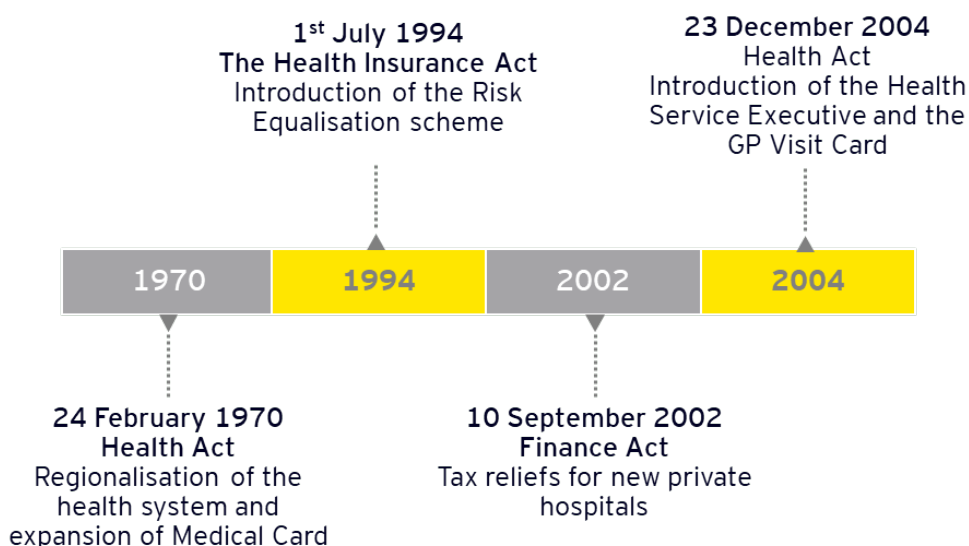 1st July 1994
The Health Insurance Act
Introduction of the Risk
Equalisation scheme
23 December 2004
Health Act
Introduction of the Health
Service Executive and the
GP Visit Card
1970
1994
2002
2004
24 February 1970
Health Act
Regionalisation of the
health system and
expansion of Medical Card
10 September 2002
Finance Act
Tax reliefs for new private
hospitals